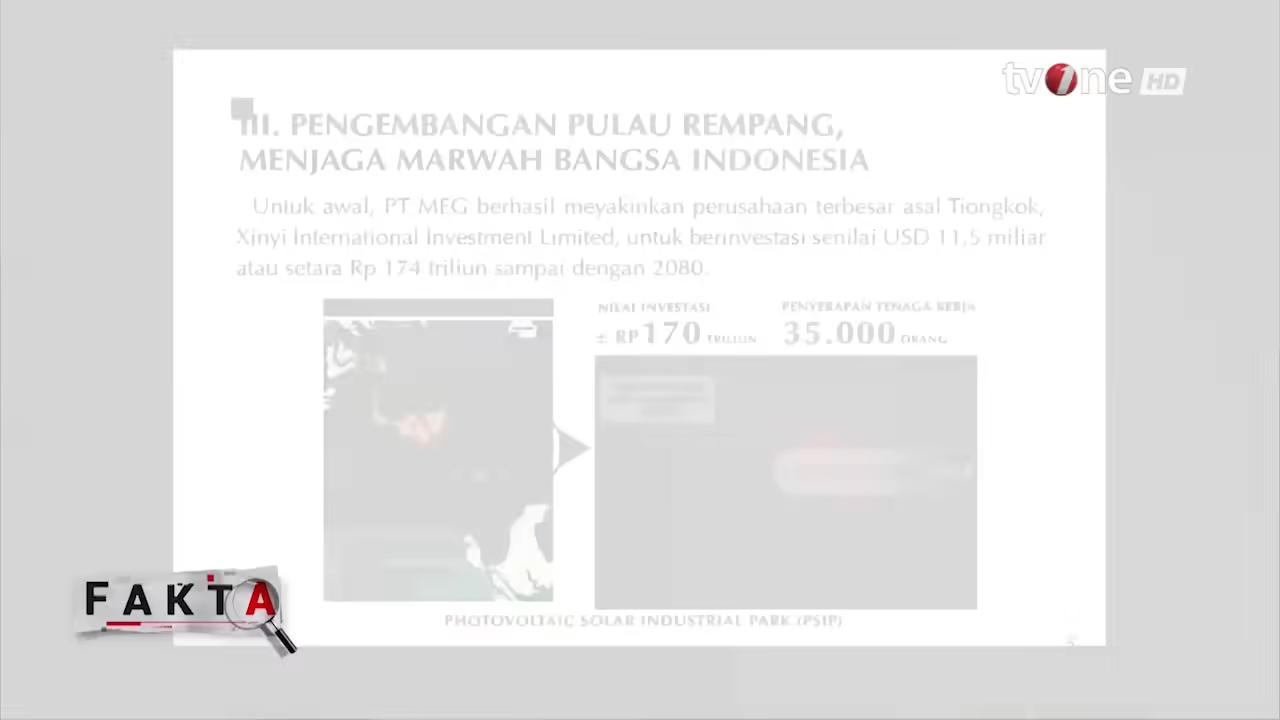 tvOne HD
III. PENGEMBANGAN PULAU REMPANG,
MENJAGA MARWAH BANGSA INDONESIA
Untuk awal, PT MEG berhasil meyakinkan perusahaan terbesar asal Tiongkok,
Xinyi International Investment Limited, untuk berinvestasi senilai USD 11,5 miliar
atau setara Rp 174 triliun sampai dengan 2080.
NILAI INVESTASI
± RP 170 TRILIUN
PENYERAPAN TENAGA KERJA
35.000 ORANG
PHOTOVOLTAIC SOLAR INDUSTRIAL PARK (PSIP)
FAKTA